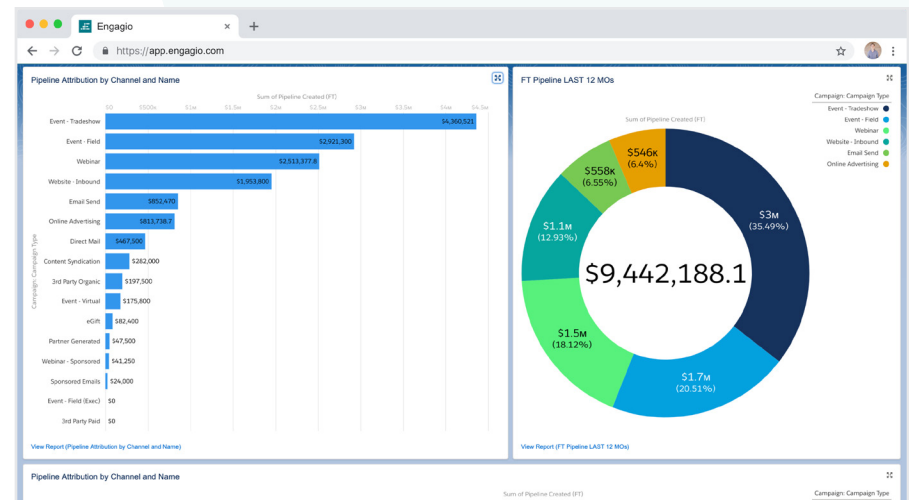 Engagio
https://app.engagio.com
Pipeline Attribution by Channel and Name
Sum of Pipeline Created (FT)
$0 $500K $1M $1.5M $2M $2.5M $3M $3.5M $4M $4.5M
Campaign: Campaign Type
Event - Tradeshow $4,360,521
Event - Field $2,921,300
Webinar $2,513,377.8
Website - Inbound $1,953,800
Email Send $852,470
Online Advertising $813,738.7
Direct Mail $467,500
Content Syndication $282,000
3rd Party Organic $197,500
Event - Virtual $175,800
eGift $82,400
Partner Generated $47,500
Webinar - Sponsored $41,250
Sponsored Emails $24,000
Event - Field (Exec) $0
3rd Party Paid $0
View Report (Pipeline Attribution by Channel and Name)
FT Pipeline LAST 12 MOs
Campaign: Campaign Type
Event - Tradeshow
Event - Field
Webinar
Website - Inbound
Email Send
Online Advertising
Sum of Pipeline Created (FT)
$546K
(6.4%)
$558K
(6.55%)
$3M
(35.49%)
$1.1M
(12.93%)
$9,442,188.1
$1.5M
(18.12%)
$1.7M
(20.51%)
View Report (FT Pipeline LAST 12 MOs)
Pipeline Attribution by Channel and Name
Sum of Pipeline Created (FT)
Campaign: Campaign Type